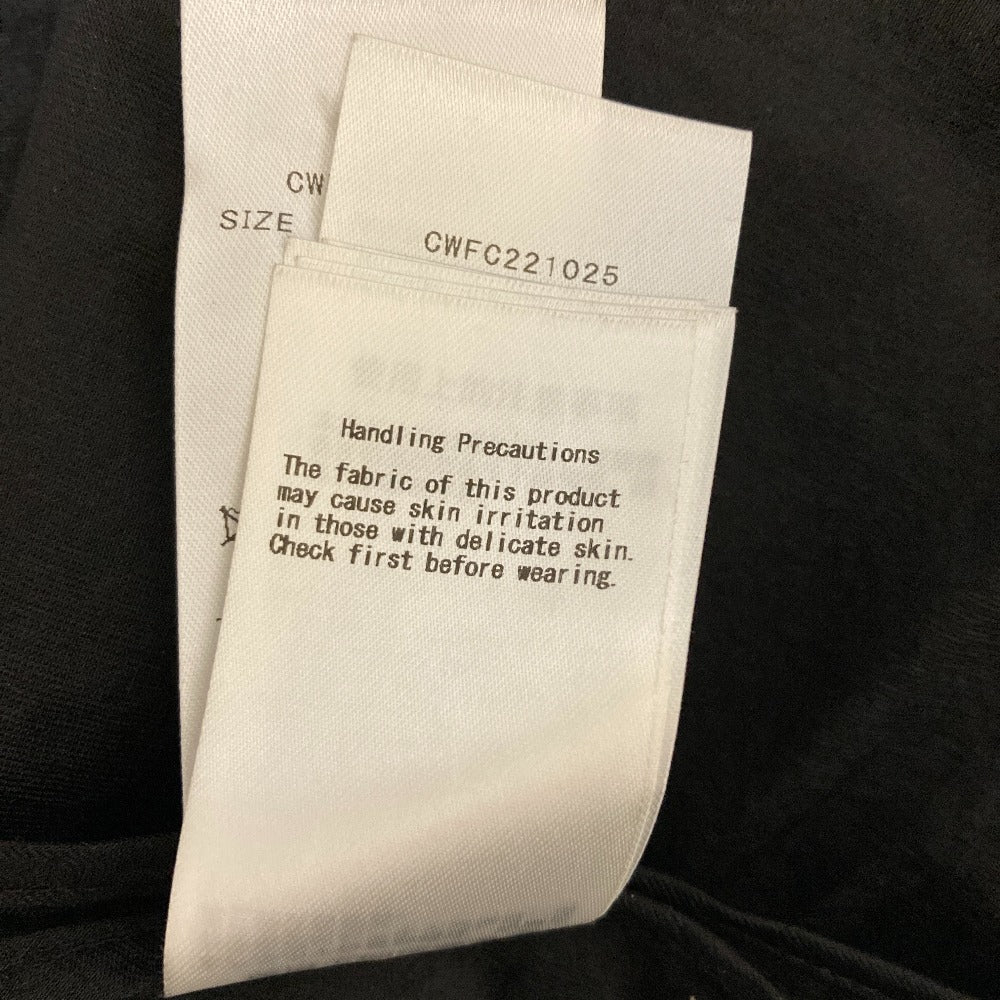 CW
SIZE
CWFC221025
Handling Precautions
The fabric of this product
may cause skin irritation
in those with delicate skin.
Check first before wearing.